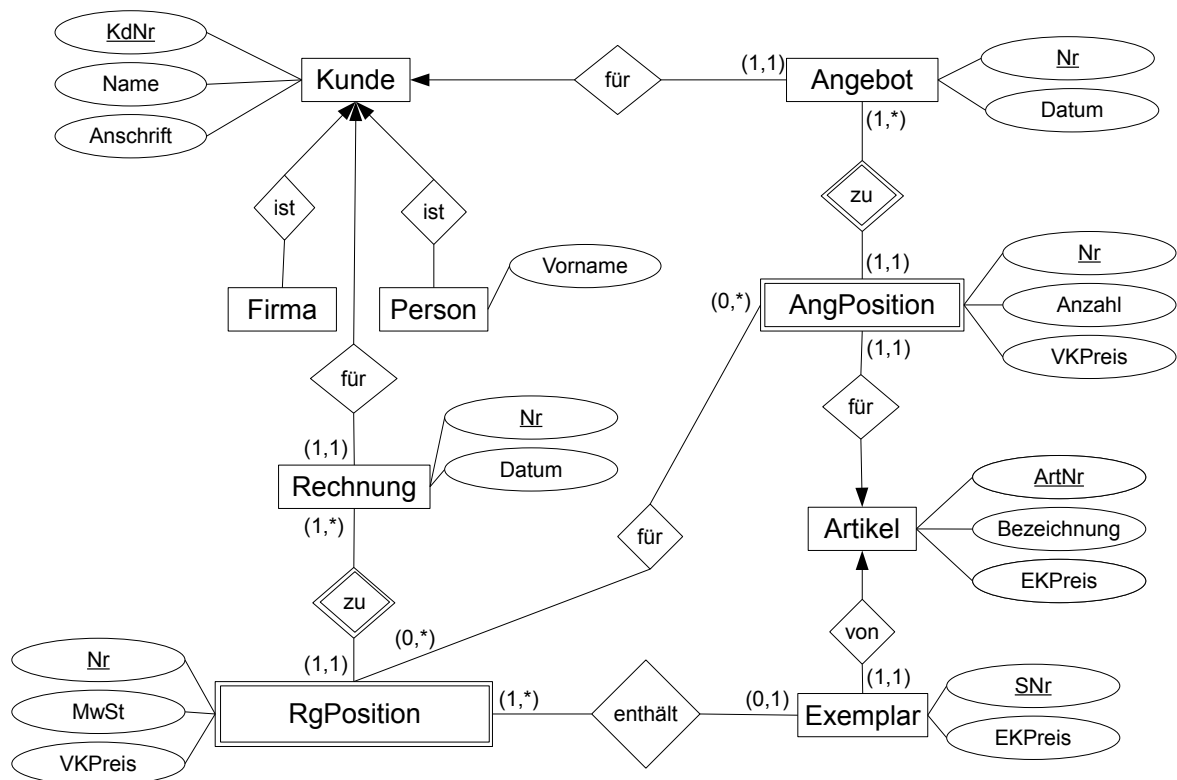 KdNr
Name
Anschrift
Kunde
für
(1,1)
Angebot
Nr
Datum
(1,*)
zu
(1,1)
ist
ist
Firma
Person
Vorname
(0,*)
AngPosition
Nr
Anzahl
VKPreis
(1,1)
für
für
(1,1)
Rechnung
Nr
Datum
(1,*)
für
Artikel
ArtNr
Bezeichnung
EKPreis
zu
(0,*)
(1,1)
von
(1,1)
Nr
MwSt
VKPreis
RgPosition
(1,*)
enthält
(0,1)
Exemplar
SNr
EKPreis